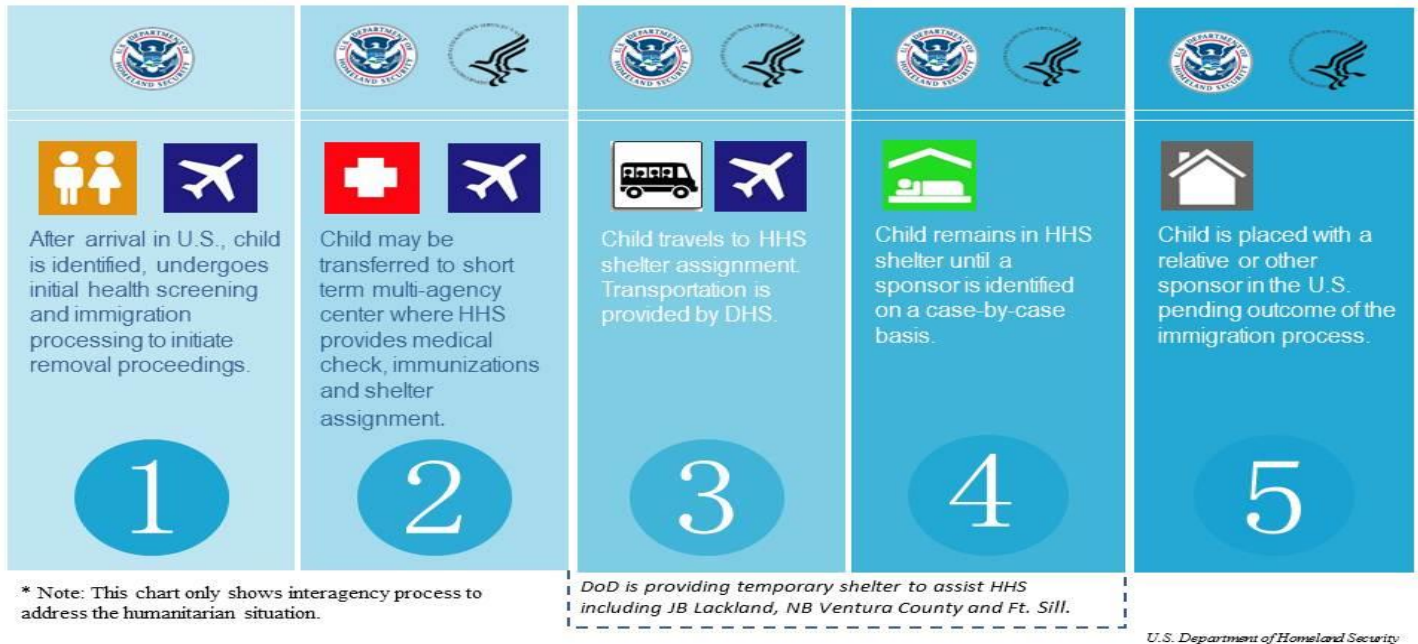 After arrival in U.S., child
is identified, undergoes
initial health screening
and immigration
processing to initiate
removal proceedings.
1
Child may be
transferred to short
term multi-agency
center where HHS
provides medical
check, immunizations
and shelter
assignment.
2
Child travels to HHS
shelter assignment.
Transportation is
provided by DHS.
3
Child remains in HHS
shelter until a
sponsor is identified
on a case-by-case
basis.
4
Child is placed with a
relative or other
sponsor in the U.S.
pending outcome of the
immigration process.
5
* Note: This chart only shows interagency process to
address the humanitarian situation.
DoD is providing temporary shelter to assist HHS
including JB Lackland, NB Ventura County and Ft. Sill.
U.S. Department of Homeland Security